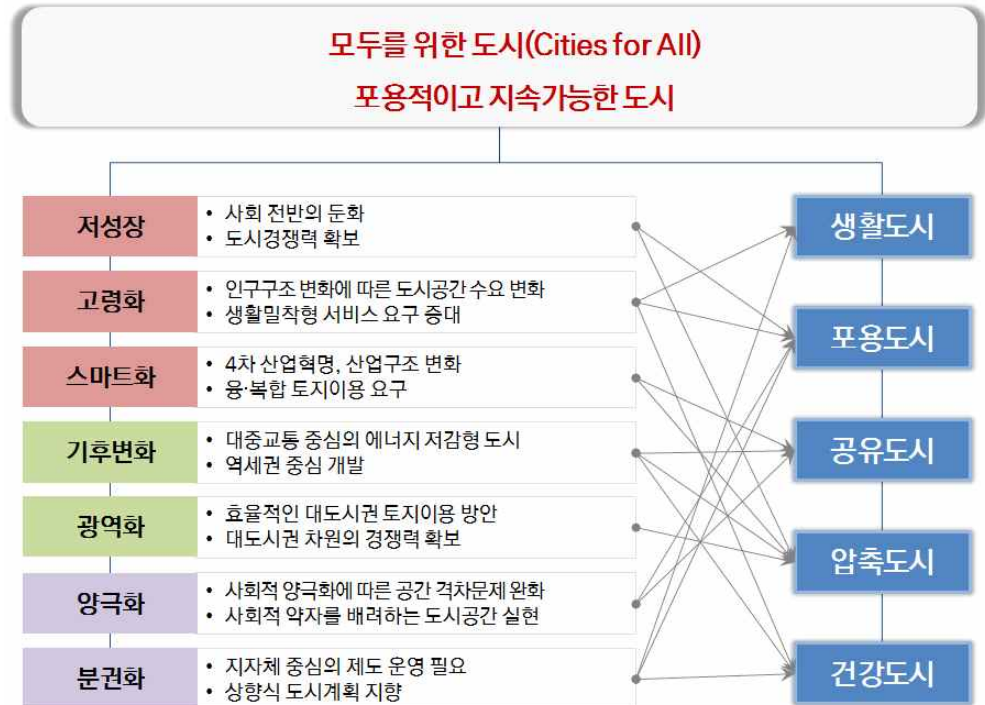 모두를 위한 도시(Cities for All)
포용적이고 지속가능한 도시
저성장
• 사회 전반의 둔화
• 도시경쟁력 확보
고령화
• 인구구조 변화에 따른 도시공간 수요 변화
• 생활밀착형 서비스 요구 증대
스마트화
• 4차 산업혁명, 산업구조 변화
• 융·복합 토지이용 요구
기후변화
• 대중교통 중심의 에너지 저감형 도시
• 역세권 중심 개발
광역화
• 효율적인 대도시권 토지이용 방안
• 대도시권 차원의 경쟁력 확보
양극화
• 사회적 양극화에 따른 공간 격차문제 완화
• 사회적 약자를 배려하는 도시공간 실현
분권화
• 지자체 중심의 제도 운영 필요
• 상향식 도시계획 지향
생활도시
포용도시
공유도시
압축도시
건강도시